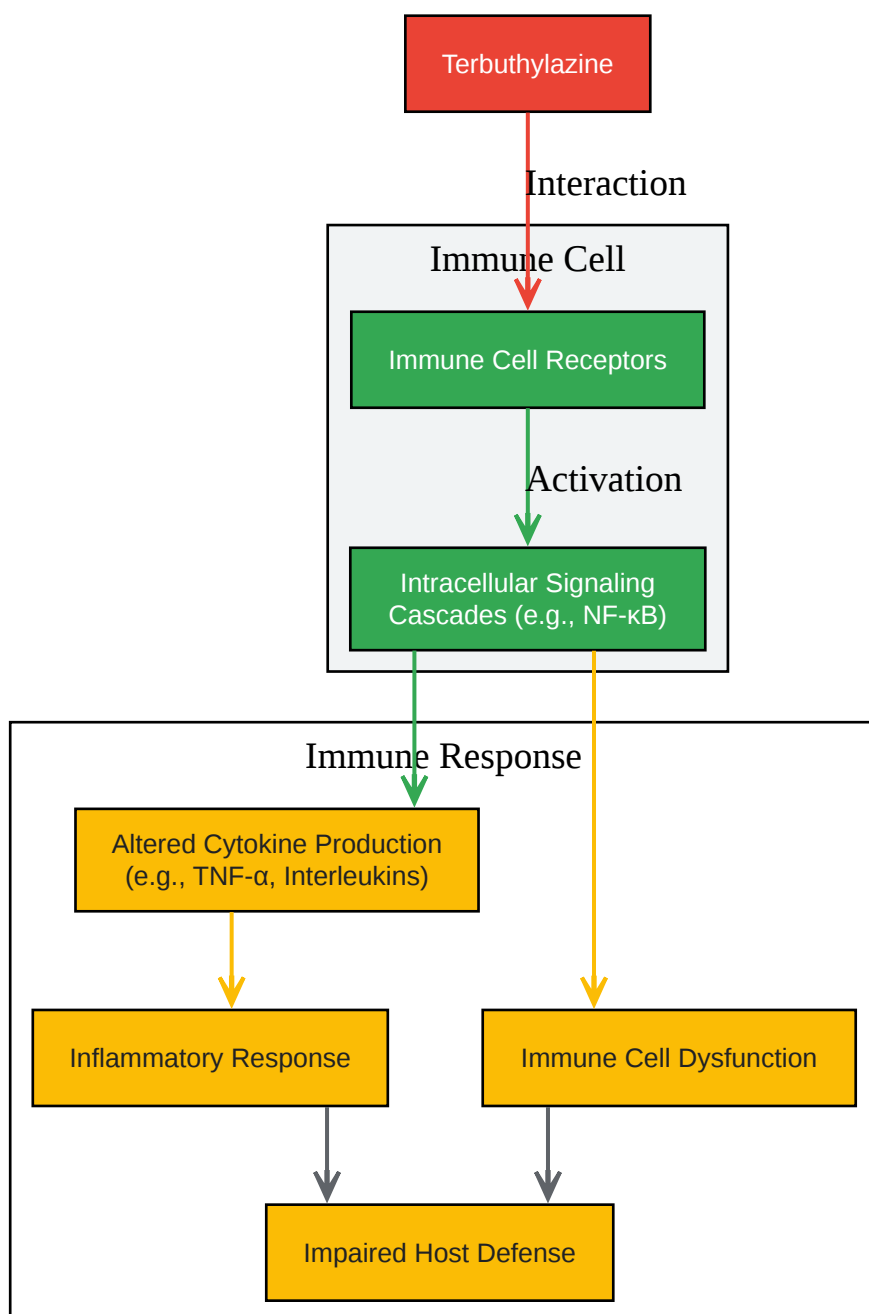 Terbuthylazine
Interaction
Immune Cell
Immune Cell Receptors
Activation
Intracellular Signaling
Cascades (e.g., NF-κB)
Immune Response
Altered Cytokine Production
(e.g., TNF-α, Interleukins)
Inflammatory Response
Immune Cell Dysfunction
Impaired Host Defense